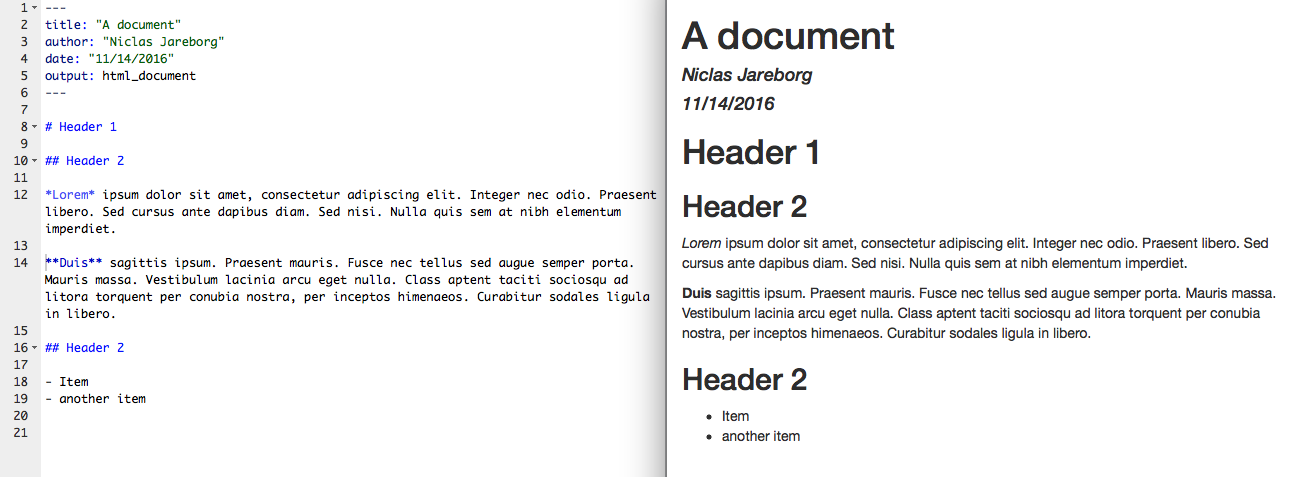 1 ---
2 title: "A document"
3 author: "Niclas Jareborg"
4 date: "11/14/2016"
5 output: html_document
6 ---
7
8 # Header 1
9
10 ## Header 2
11
12 *Lorem* ipsum dolor sit amet, consectetur adipiscing elit. Integer nec odio. Praesent
libero. Sed cursus ante dapibus diam. Sed nisi. Nulla quis sem at nibh elementum
imperdiet.
13
14 **Duis** sagittis ipsum. Praesent mauris. Fusce nec tellus sed augue semper porta.
Mauris massa. Vestibulum lacinia arcu eget nulla. Class aptent taciti sociosqu ad
litora torquent per conubia nostra, per inceptos himenaeos. Curabitur sodales ligula
in libero.
15
16 ## Header 2
17
18 - Item
19 - another item
20
21
A document
Niclas Jareborg
11/14/2016
Header 1
Header 2
Lorem ipsum dolor sit amet, consectetur adipiscing elit. Integer nec odio. Praesent libero. Sed
cursus ante dapibus diam. Sed nisi. Nulla quis sem at nibh elementum imperdiet.
Duis sagittis ipsum. Praesent mauris. Fusce nec tellus sed augue semper porta. Mauris massa.
Vestibulum lacinia arcu eget nulla. Class aptent taciti sociosqu ad litora torquent per conubia
nostra, per inceptos himenaeos. Curabitur sodales ligula in libero.
Header 2
• Item
• another item